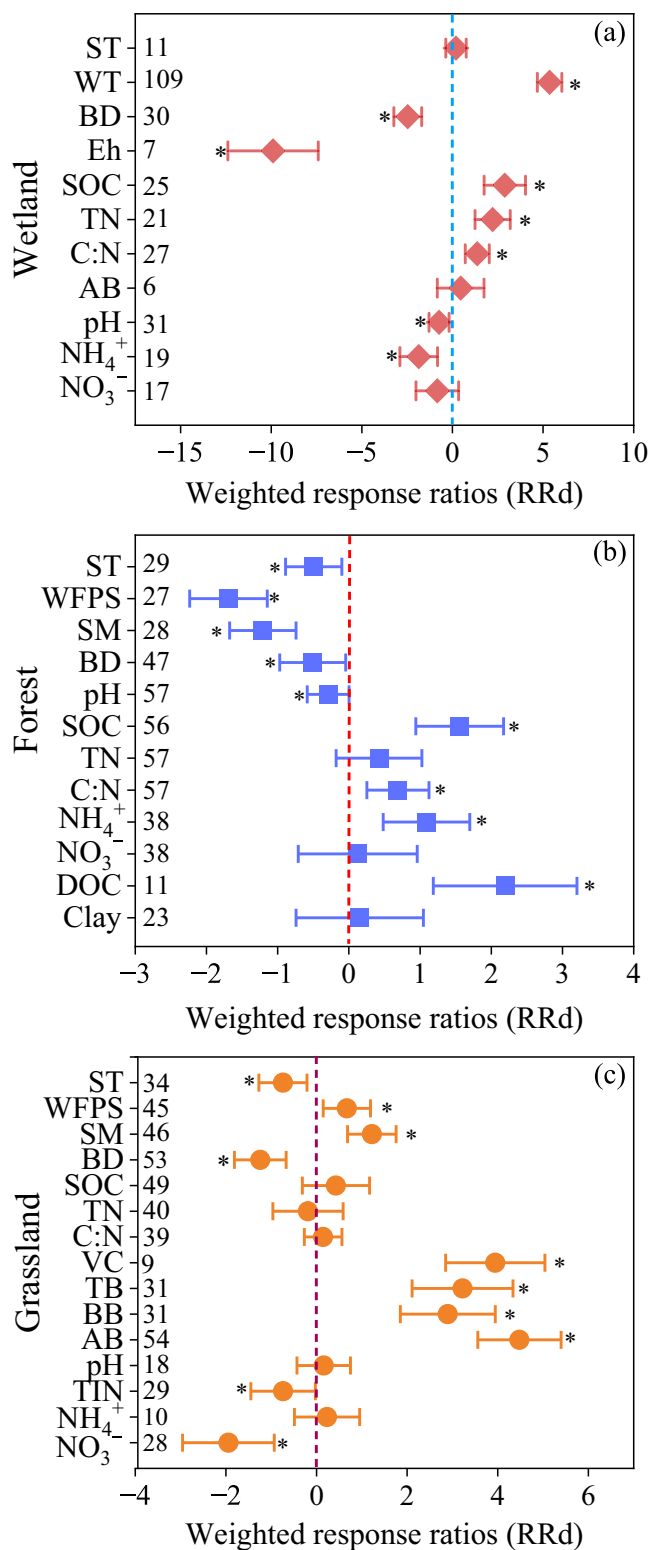 (a)
Wetland
ST 11
WT 109 *
BD 30 *
Eh 7 *
SOC 25 *
TN 21 *
C:N 27 *
AB 6
pH 31 *
NH₄⁺ 19 *
NO₃⁻ 17
−15 −10 −5 0 5 10
Weighted response ratios (RRd)
(b)
Forest
ST 29 *
WFPS 27 *
SM 28 *
BD 47 *
pH 57 *
SOC 56 *
TN 57
C:N 57 *
NH₄⁺ 38 *
NO₃⁻ 38
DOC 11 *
Clay 23
−3 −2 −1 0 1 2 3 4
Weighted response ratios (RRd)
(c)
Grassland
ST 34 *
WFPS 45 *
SM 46 *
BD 53 *
SOC 49
TN 40
C:N 39
VC 9 *
TB 31 *
BB 31 *
AB 54 *
pH 18
TIN 29 *
NH₄⁺ 10
NO₃⁻ 28 *
−4 −2 0 2 4 6
Weighted response ratios (RRd)